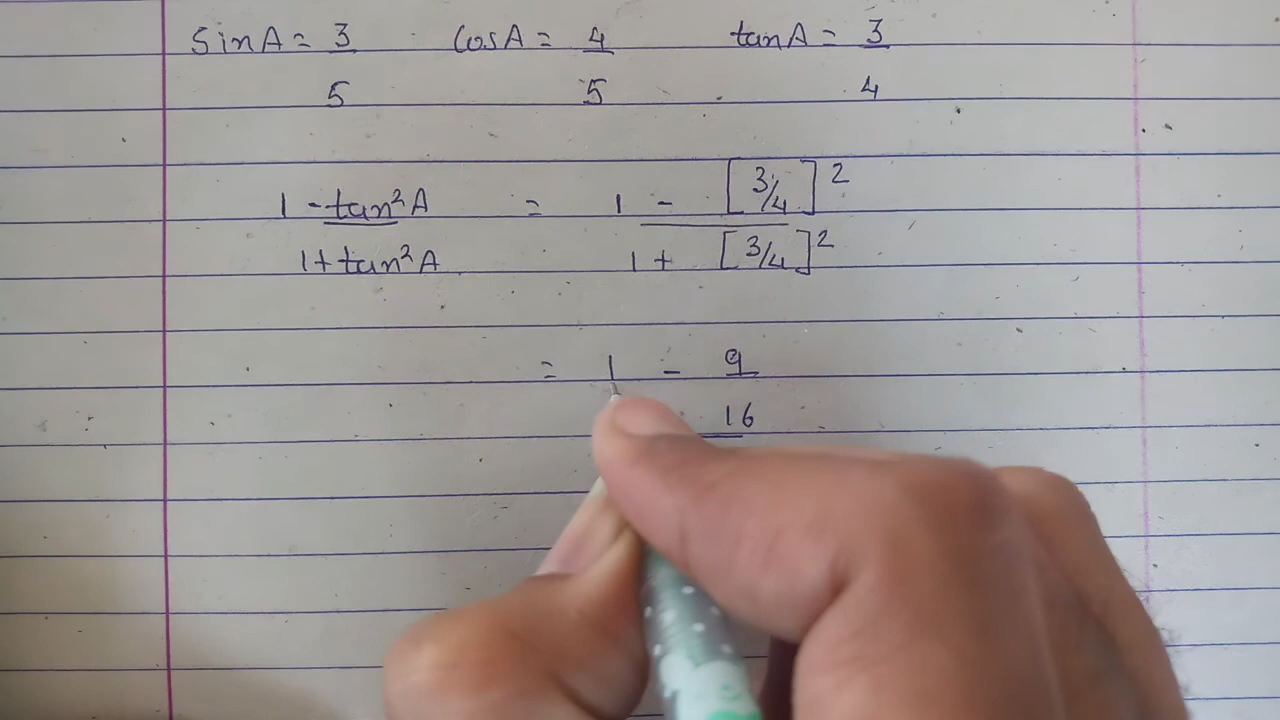 sinA = 3 cosA = 4 tanA = 3
5 5 4
1 - tan²A = 1 - [3/4]²
1 + tan²A 1 + [3/4]²
= 1 - 9
16